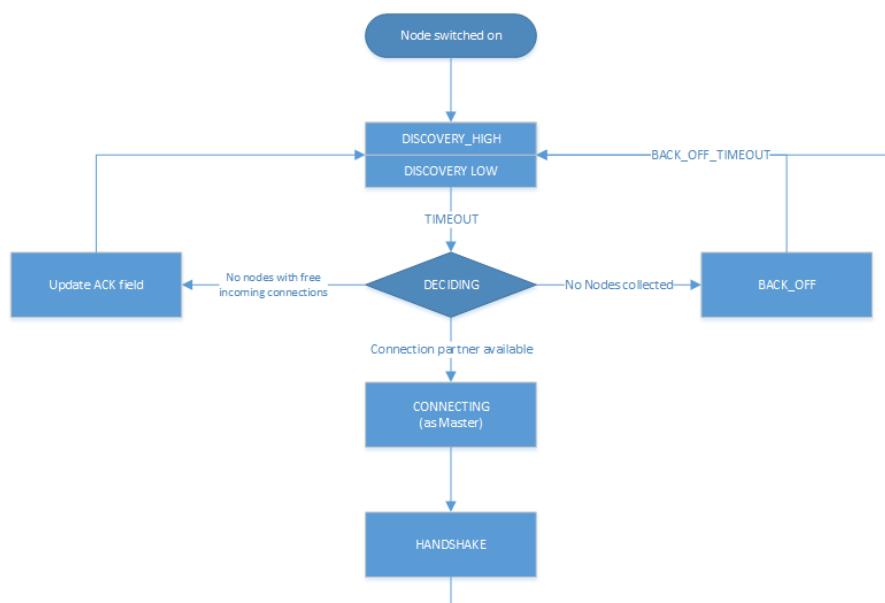 Node switched on
DISCOVERY_HIGH
DISCOVERY LOW
BACK_OFF_TIMEOUT
TIMEOUT
Update ACK field
No nodes with free
incoming connections
DECIDING
No Nodes collected
BACK_OFF
Connection partner available
CONNECTING
(as Master)
HANDSHAKE